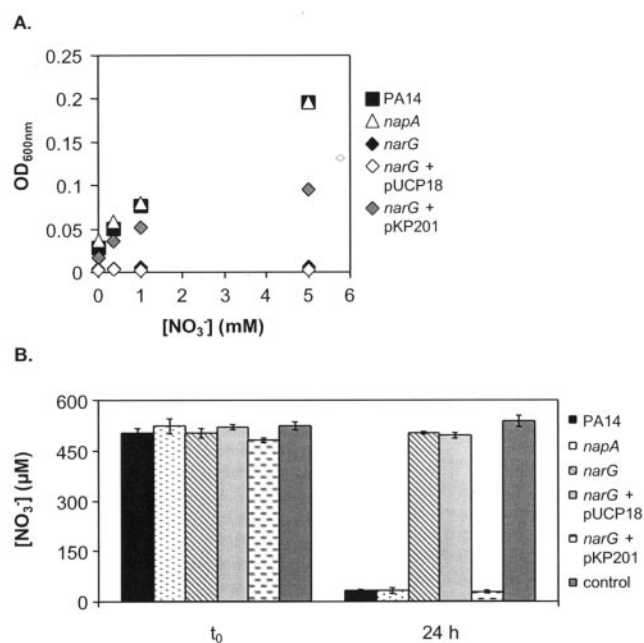 A.
0.25
0.2
0.15
0.1
0.05
0
OD600nm
0 1 2 3 4 5 6
[NO3-] (mM)
PA14
napA
narG
narG +
pUCP18
narG +
pKP201
B.
600
450
300
150
0
[NO3-] (µM)
t0 24 h
PA14
napA
narG
narG +
pUCP18
narG +
pKP201
control